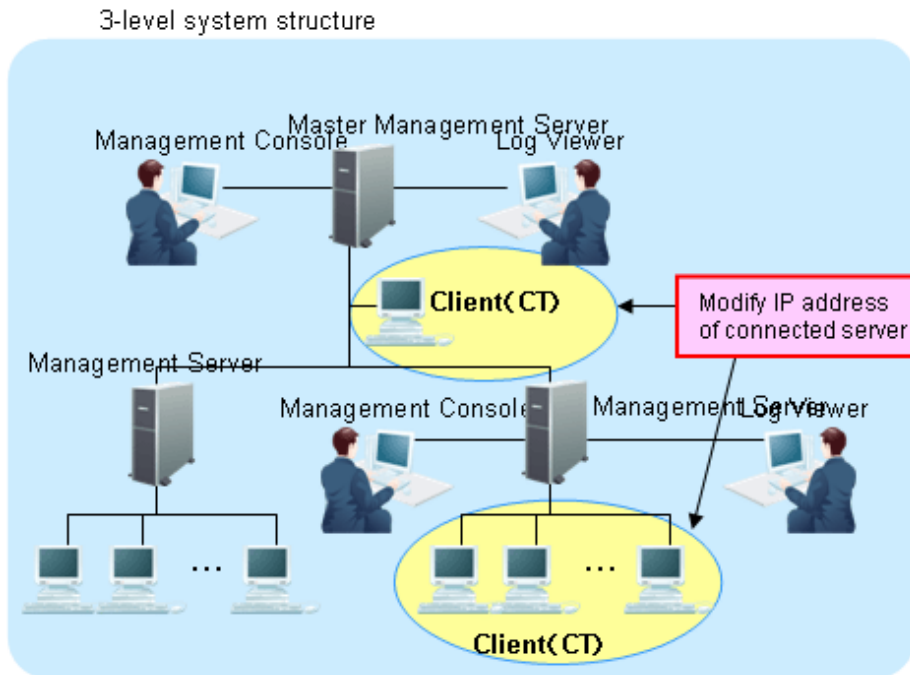 3-level system structure
Master Management Server
Management Console
Log Viewer
Client(CT)
Modify IP address
of connected server
Management Server
Management Console
Management Server
Log Viewer
...
...
Client(CT)